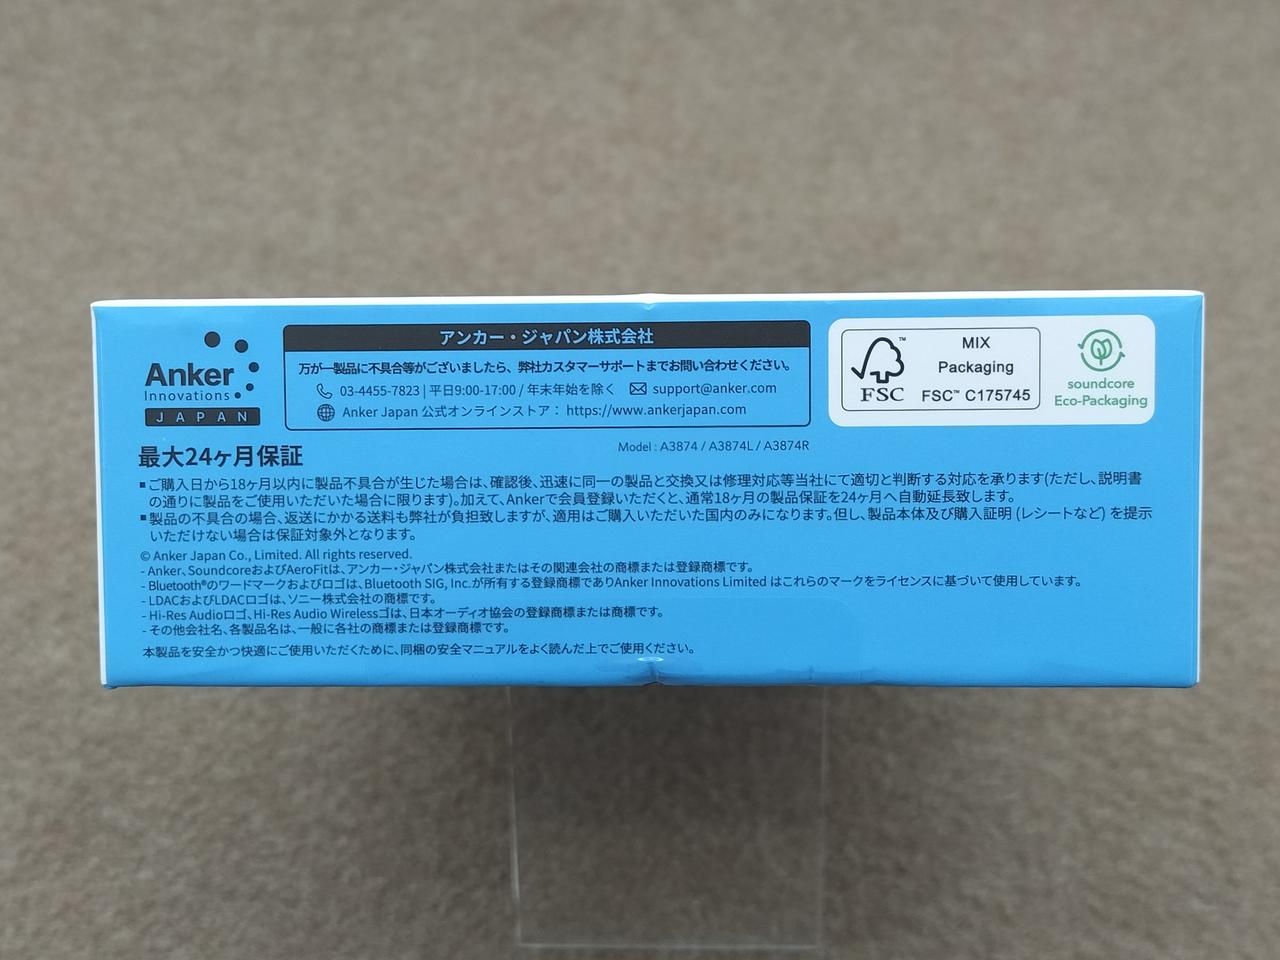 Anker
Innovations
JAPAN
アンカー・ジャパン株式会社
万が一製品に不具合等がございましたら、弊社カスタマーサポートまでお問い合わせください。
03-4455-7823 | 平日9:00-17:00 / 年末年始を除く support@anker.com
Anker Japan 公式オンラインストア： https://www.ankerjapan.com
FSC™
MIX
Packaging
FSC™ C175745
soundcore
Eco-Packaging
Model : A3874 / A3874L / A3874R
最大24ヶ月保証
▪ご購入日から18ヶ月以内に製品不具合が生じた場合は、確認後、迅速に同一の製品と交換又は修理対応等当社にて適切と判断する対応を承ります(ただし、説明書
の通りに製品をご使用いただいた場合に限ります)。加えて、Ankerで会員登録いただくと、通常18ヶ月の製品保証を24ヶ月へ自動延長致します。
▪製品の不具合の場合、返送にかかる送料も弊社が負担致しますが、適用はご購入いただいた国内のみになります。但し、製品本体及び購入証明 (レシートなど) を提示
いただけない場合は保証対象外となります。
© Anker Japan Co., Limited. All rights reserved.
- Anker、SoundcoreおよびAeroFitは、アンカー・ジャパン株式会社またはその関連会社の商標または登録商標です。
- Bluetooth®のワードマークおよびロゴは、Bluetooth SIG, Inc.が所有する登録商標でありAnker Innovations Limited はこれらのマークをライセンスに基づいて使用しています。
- LDACおよびLDACロゴは、ソニー株式会社の商標です。
- Hi-Res Audioロゴ、Hi-Res Audio Wirelessゴは、日本オーディオ協会の登録商標または商標です。
- その他会社名、各製品名は、一般に各社の商標または登録商標です。
本製品を安全かつ快適にご使用いただくために、同梱の安全マニュアルをよく読んだ上でご使用ください。